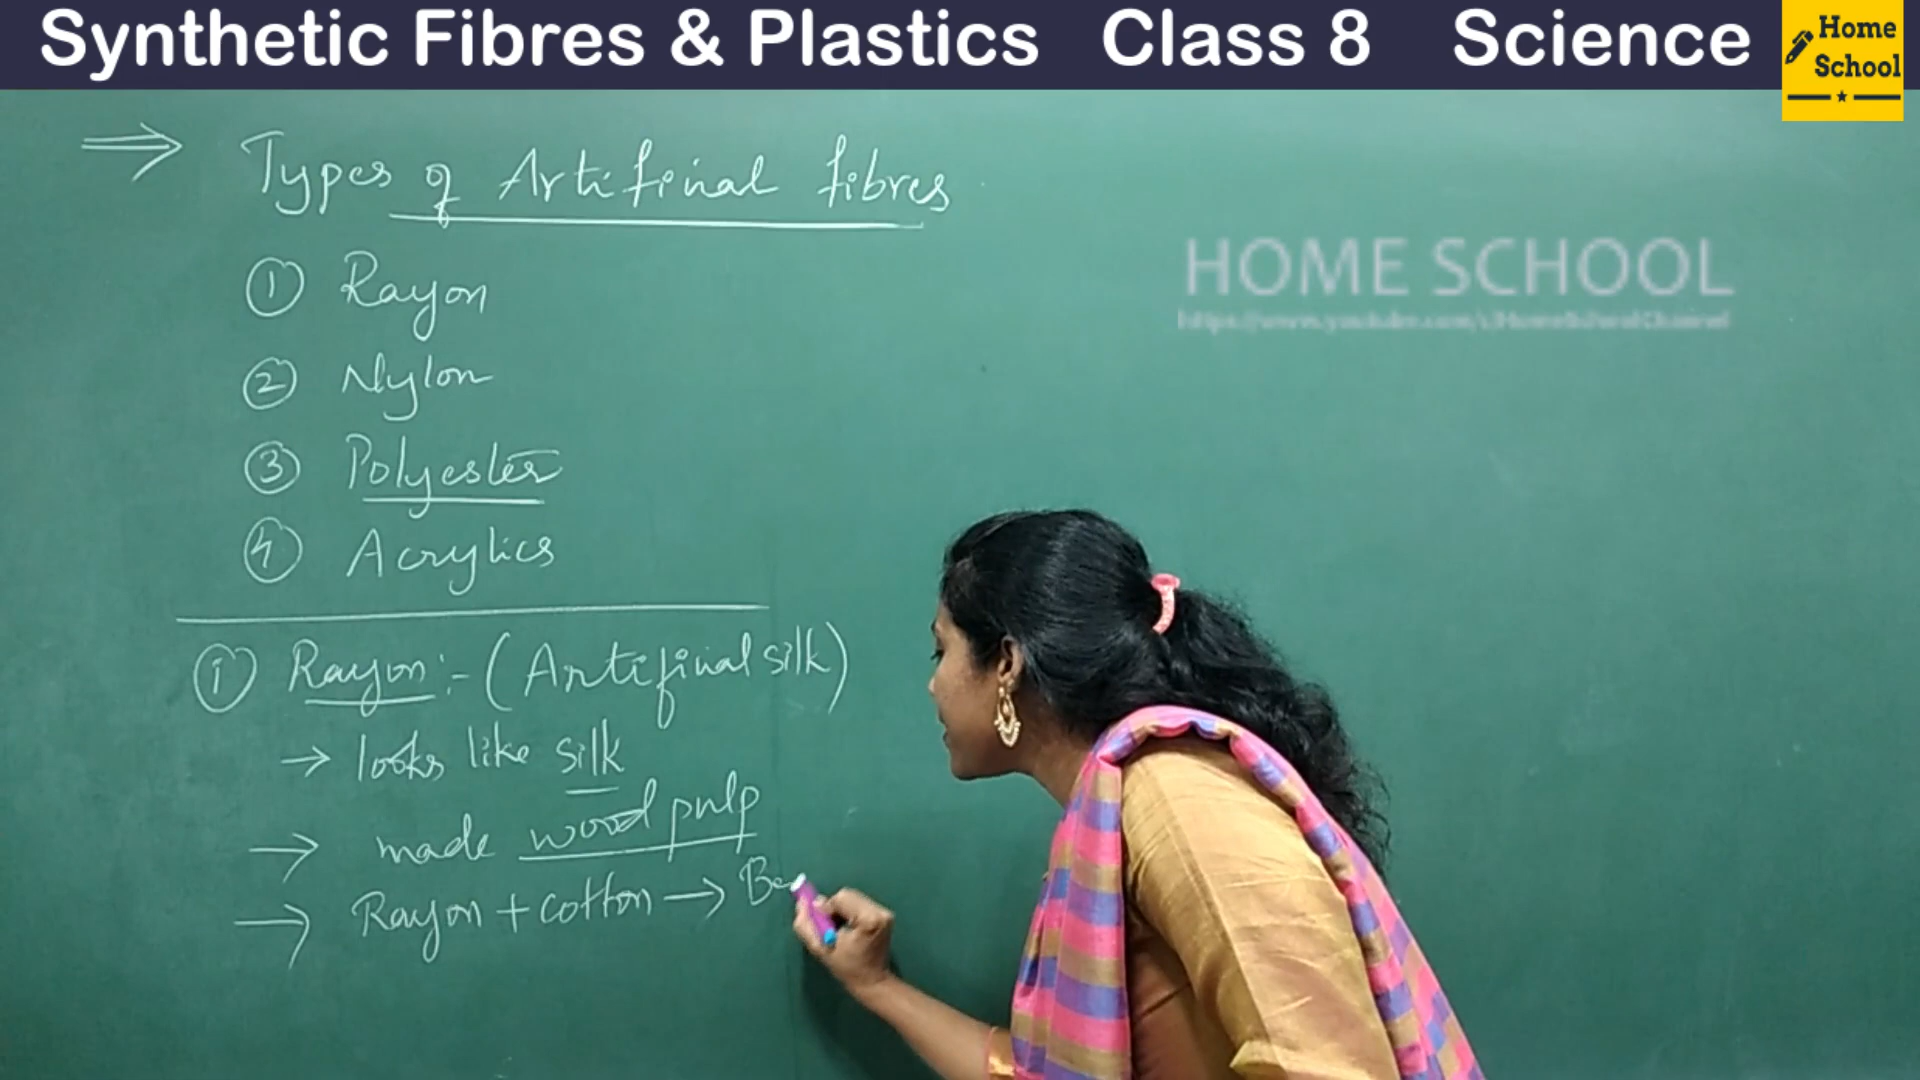 Synthetic Fibres & Plastics Class 8 Science
Home
School
⇒ Types of Artificial fibres
HOME SCHOOL
① Rayon
② Nylon
③ Polyester
④ Acrylics
① Rayon:- (Artificial silk)
→ looks like silk
→ made wood pulp
→ Rayon + cotton → Be